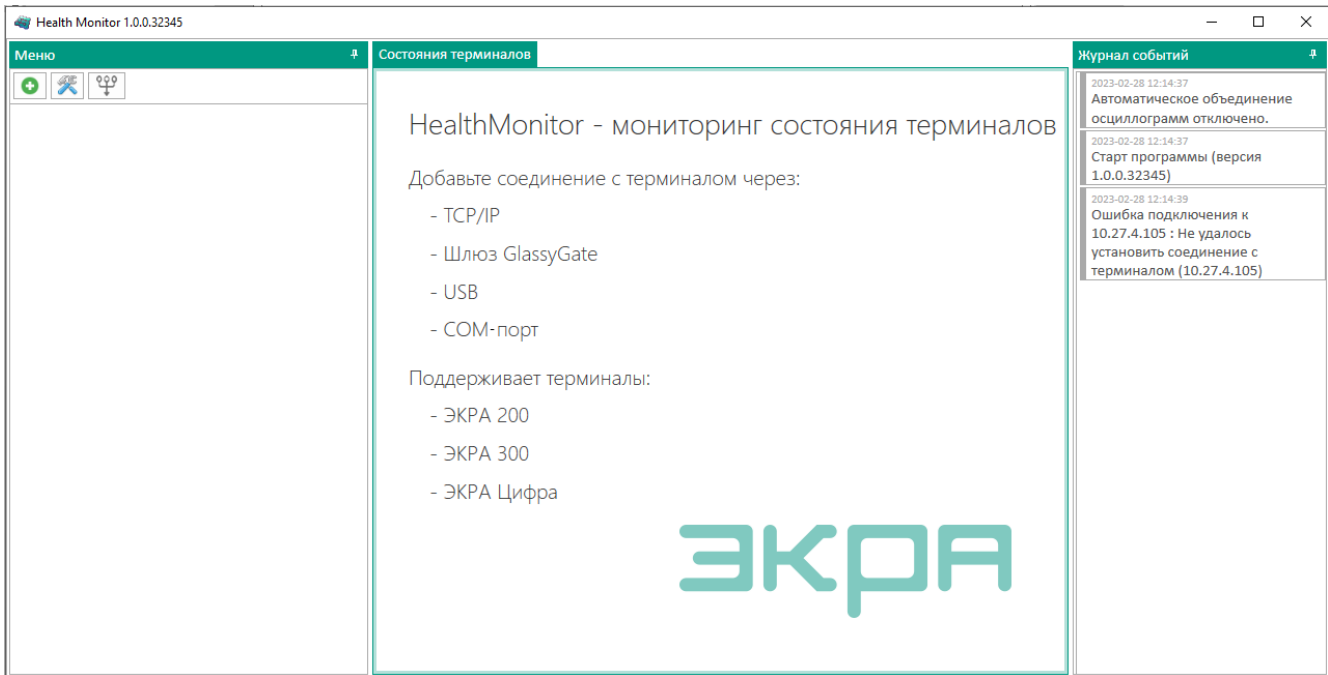 Health Monitor 1.0.0.32345
Меню
Состояния терминалов
HealthMonitor - мониторинг состояния терминалов
Добавьте соединение с терминалом через:
- TCP/IP
- Шлюз GlassyGate
- USB
- COM-порт
Поддерживает терминалы:
- ЭКРА 200
- ЭКРА 300
- ЭКРА Цифра
ЭКРА
Журнал событий
2023-02-28 12:14:37
Автоматическое объединение
осциллограмм отключено.
2023-02-28 12:14:37
Старт программы (версия
1.0.0.32345)
2023-02-28 12:14:39
Ошибка подключения к
10.27.4.105 : Не удалось
установить соединение с
терминалом (10.27.4.105)